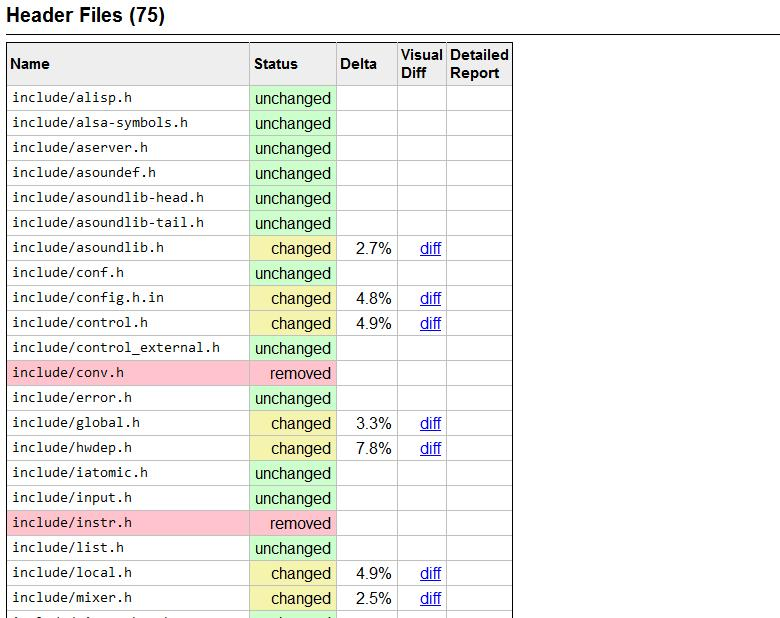 Header Files (75)
Name Status Delta Visual Diff Detailed Report
include/alisp.h unchanged
include/alsa-symbols.h unchanged
include/aserver.h unchanged
include/asoundef.h unchanged
include/asoundlib-head.h unchanged
include/asoundlib-tail.h unchanged
include/asoundlib.h changed 2.7% diff
include/conf.h unchanged
include/config.h.in changed 4.8% diff
include/control.h changed 4.9% diff
include/control_external.h unchanged
include/conv.h removed
include/error.h unchanged
include/global.h changed 3.3% diff
include/hwdep.h changed 7.8% diff
include/iatomic.h unchanged
include/input.h unchanged
include/instr.h removed
include/list.h unchanged
include/local.h changed 4.9% diff
include/mixer.h changed 2.5% diff